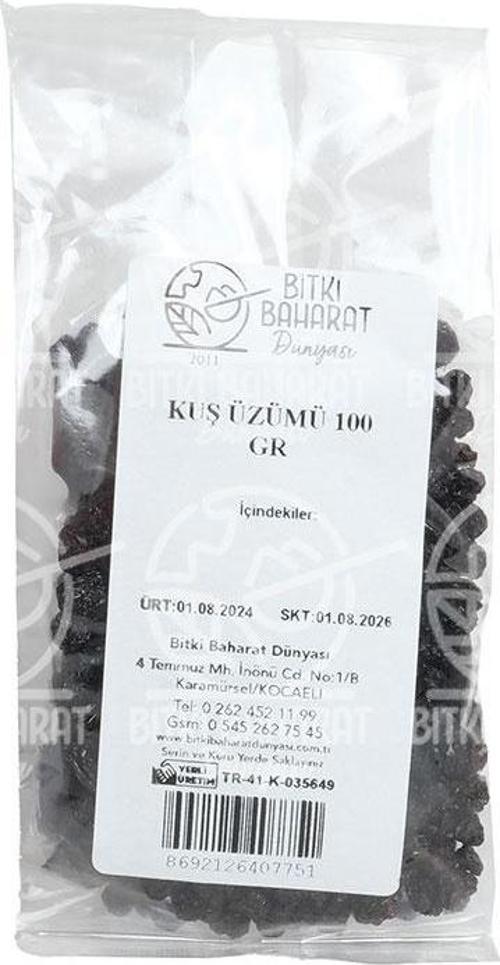 BİTKİ
BAHARAT
Dünyası
2011
KUŞ ÜZÜMÜ 100
GR
İçindekiler:
ÜRT:01.08.2024 SKT:01.08.2026
Bitki Baharat Dünyası
4 Temmuz Mh. İnönü Cd. No:1/B
Karamürsel/KOCAELİ
Tel: 0 262 452 11 99
Gsm: 0 545 262 75 45
www.bitkibaharatdunyasi.com.tr
Serin ve Kuru Yerde Saklayınız
YERLİ
ÜRETİM TR-41-K-035649
8692126407751